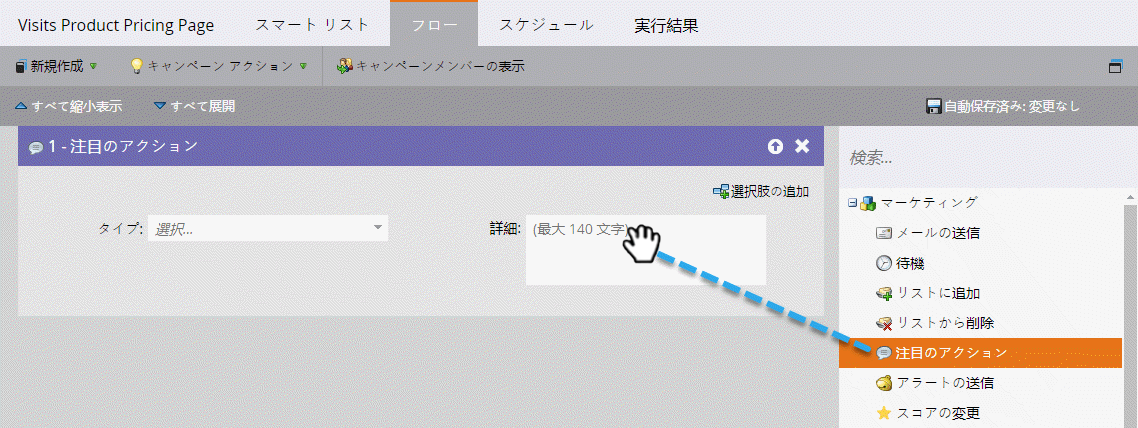 Visits Product Pricing Page スマート リスト フロー スケジュール 実行結果
新規作成 キャンペーン アクション キャンペーンメンバーの表示
すべて縮小表示 すべて展開 自動保存済み: 変更なし
1 - 注目のアクション
検索...
選択肢の追加
マーケティング
タイプ: 選択... 詳細: (最大 140 文字)
メールの送信
待機
リストに追加
リストから削除
注目のアクション
アラートの送信
スコアの変更